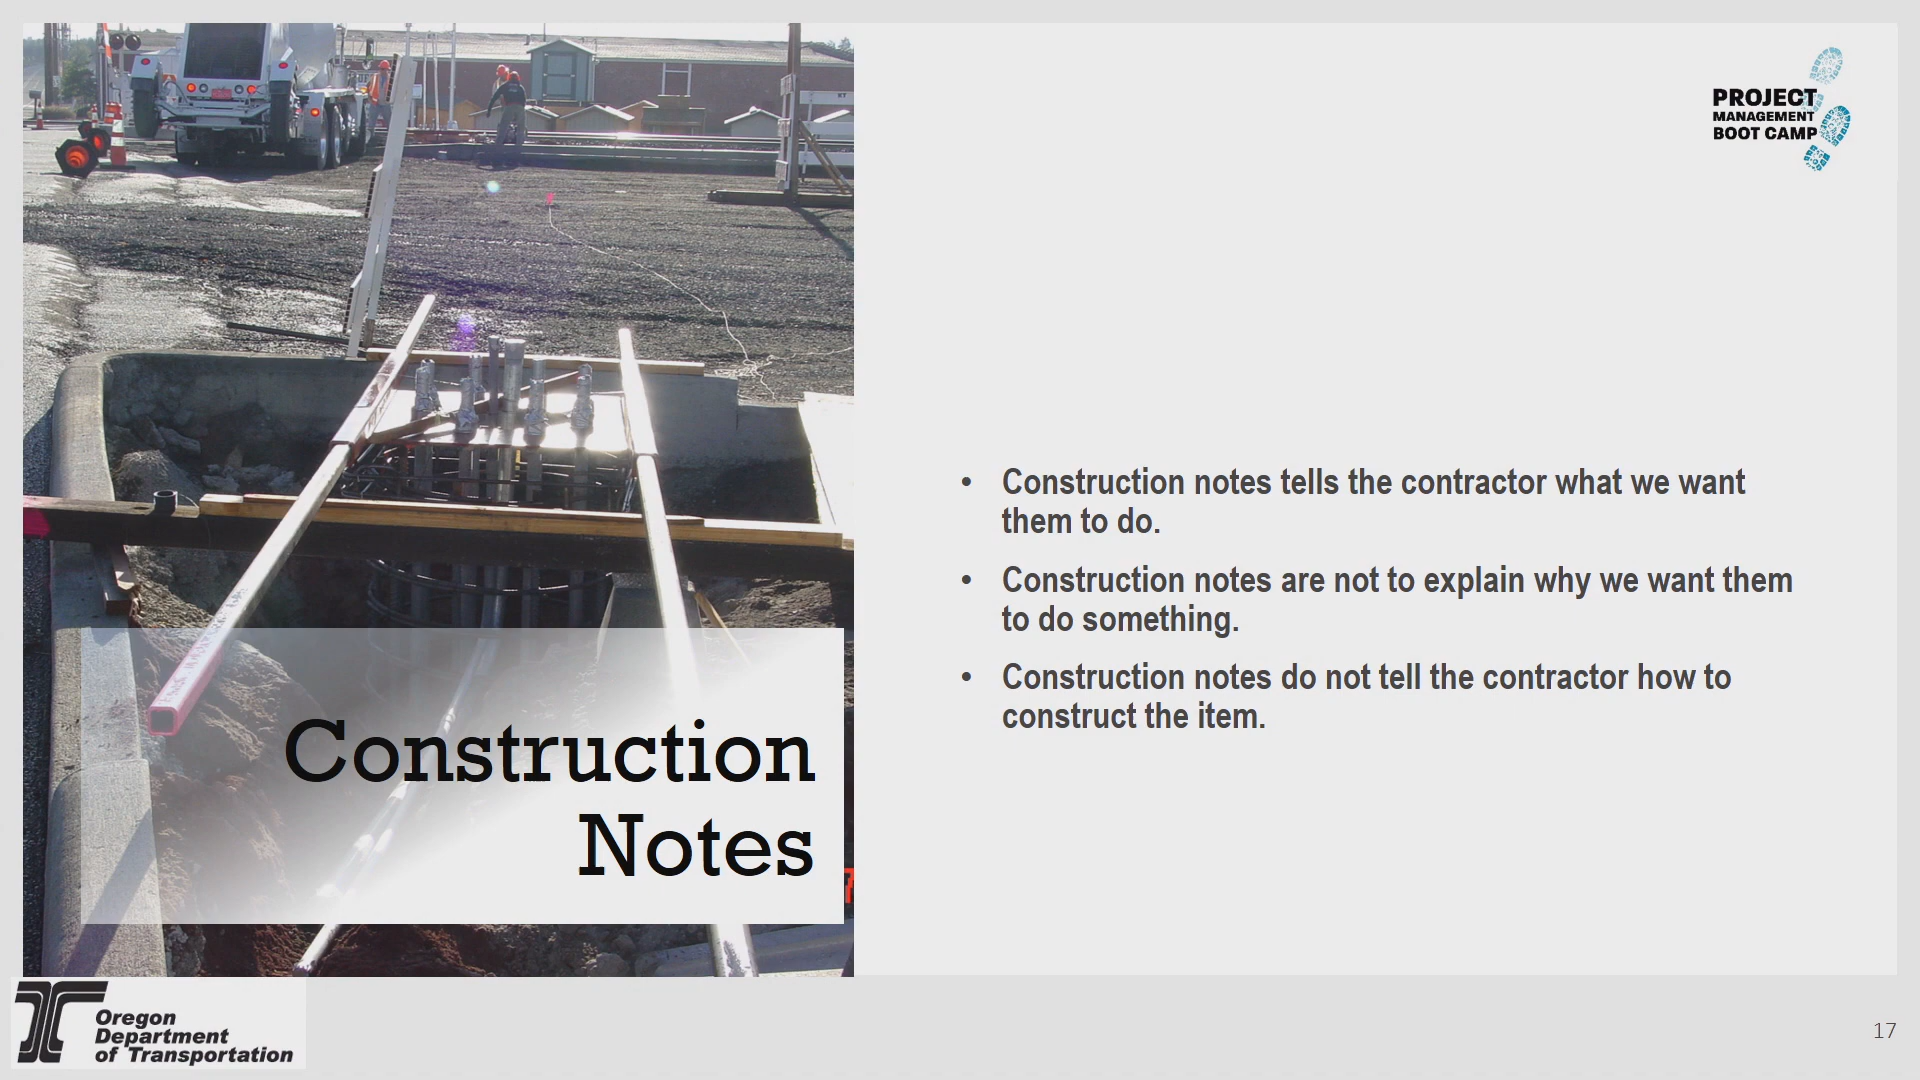 PROJECT
MANAGEMENT
BOOT CAMP
• Construction notes tells the contractor what we want
them to do.
• Construction notes are not to explain why we want them
to do something.
• Construction notes do not tell the contractor how to
construct the item.
Construction
Notes
Oregon
Department
of Transportation
17